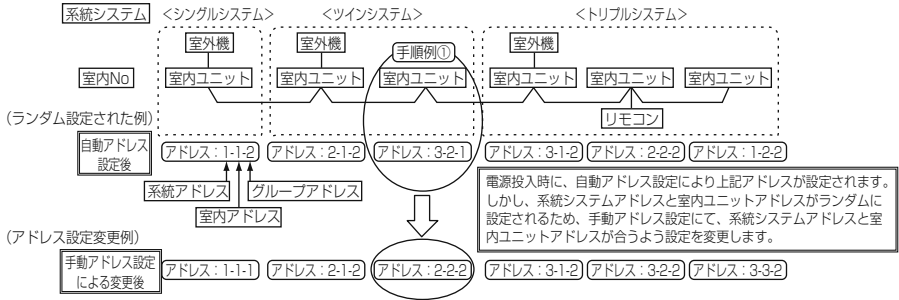 系統システム ＜シングルシステム＞ ＜ツインシステム＞ ＜トリプルシステム＞
室外機 室外機 手順例① 室外機
室内No 室内ユニット 室内ユニット 室内ユニット 室内ユニット 室内ユニット 室内ユニット
リモコン
（ランダム設定された例）
自動アドレス
設定後
アドレス：1-1-2 アドレス：2-1-2 アドレス：3-2-1 アドレス：3-1-2 アドレス：2-2-2 アドレス：1-2-2
系統アドレス グループアドレス
室内アドレス
電源投入時に、自動アドレス設定により上記アドレスが設定されます。
しかし、系統システムアドレスと室内ユニットアドレスがランダムに
設定されるため、手動アドレス設定にて、系統システムアドレスと室
内ユニットアドレスが合うよう設定を変更します。
（アドレス設定変更例）
手動アドレス設定
による変更後
アドレス：1-1-1 アドレス：2-1-2 アドレス：2-2-2 アドレス：3-1-2 アドレス：3-2-2 アドレス：3-3-2